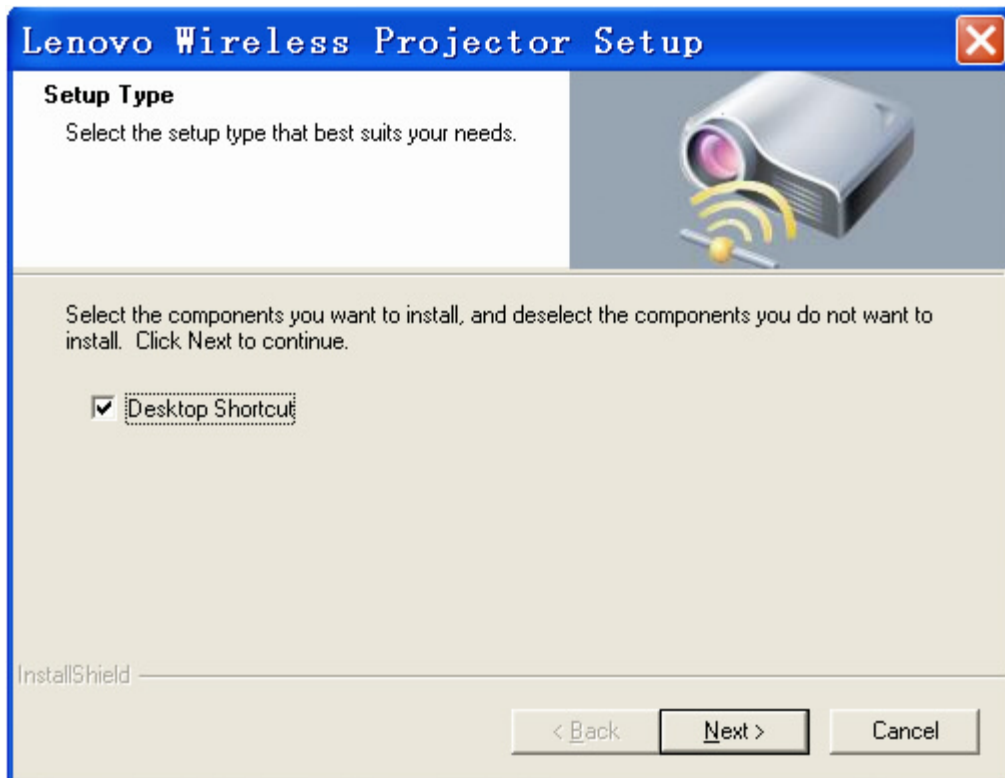 Lenovo Wireless Projector Setup
Setup Type
Select the setup type that best suits your needs.
Select the components you want to install, and deselect the components you do not want to
install. Click Next to continue.
Desktop Shortcut
InstallShield
< Back
Next >
Cancel